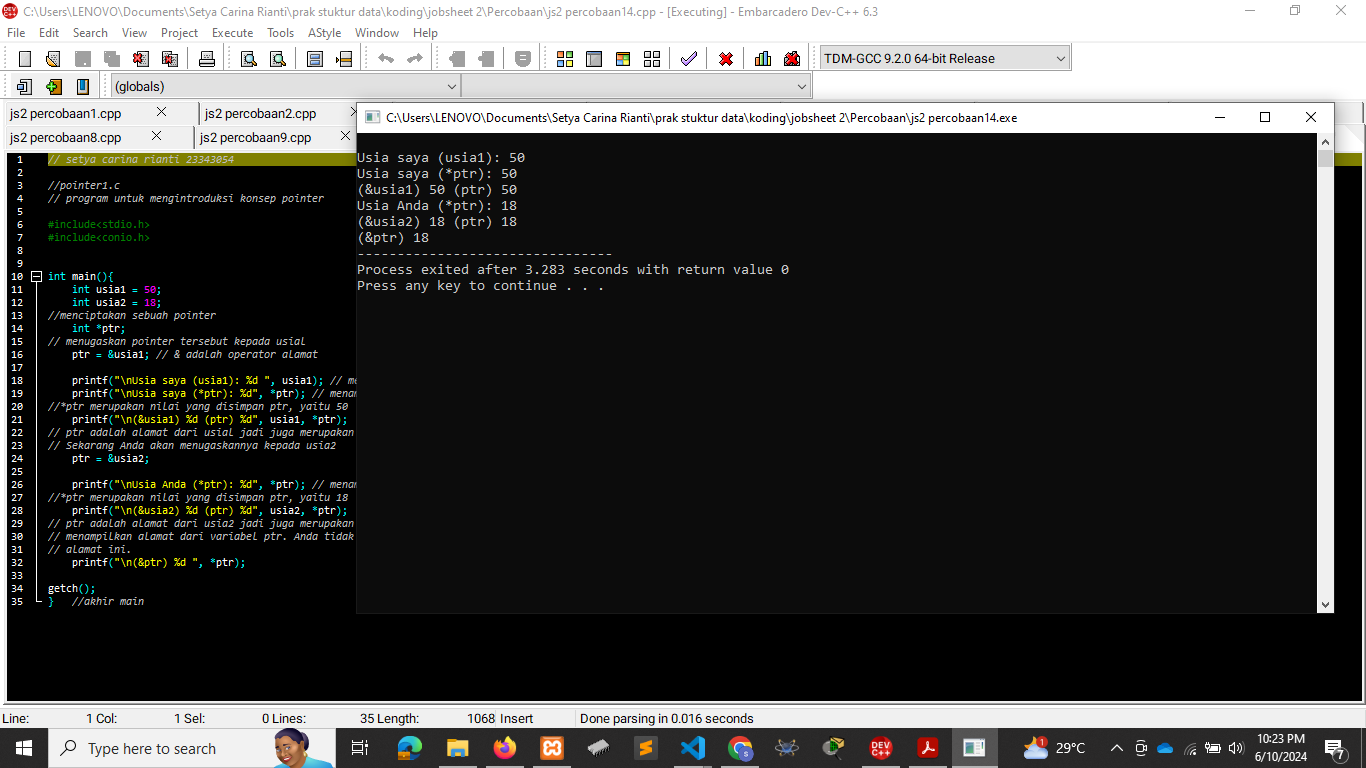 C:\Users\LENOVO\Documents\Setya Carina Rianti\prak stuktur data\koding\jobsheet 2\Percobaan\js2 percobaan14.cpp - [Executing] - Embarcadero Dev-C++ 6.3
File Edit Search View Project Execute Tools AStyle Window Help
TDM-GCC 9.2.0 64-bit Release
(globals)
js2 percobaan1.cpp js2 percobaan2.cpp
js2 percobaan8.cpp js2 percobaan9.cpp
1 // setya carina rianti 23343054
2
3 //pointer1.c
4 // program untuk mengintroduksi konsep pointer
5
6 #include<stdio.h>
7 #include<conio.h>
8
9
10 int main(){
11 int usia1 = 50;
12 int usia2 = 18;
13 //menciptakan sebuah pointer
14 int *ptr;
15 // menugaskan pointer tersebut kepada usial
16 ptr = &usia1; // & adalah operator alamat
17
18 printf("\nUsia saya (usia1): %d ", usia1); // me
19 printf("\nUsia saya (*ptr): %d", *ptr); // menam
20 //*ptr merupakan nilai yang disimpan ptr, yaitu 50
21 printf("\n(&usia1) %d (ptr) %d", usia1, *ptr);
22 // ptr adalah alamat dari usial jadi juga merupakan
23 // Sekarang Anda akan menugaskannya kepada usia2
24 ptr = &usia2;
25
26 printf("\nUsia Anda (*ptr): %d", *ptr); // menam
27 //*ptr merupakan nilai yang disimpan ptr, yaitu 18
28 printf("\n(&usia2) %d (ptr) %d", usia2, *ptr);
29 // ptr adalah alamat dari usia2 jadi juga merupakan
30 // menampilkan alamat dari variabel ptr. Anda tidak
31 // alamat ini.
32 printf("\n(&ptr) %d ", *ptr);
33
34 getch();
35 } //akhir main
C:\Users\LENOVO\Documents\Setya Carina Rianti\prak stuktur data\koding\jobsheet 2\Percobaan\js2 percobaan14.exe
Usia saya (usia1): 50
Usia saya (*ptr): 50
(&usia1) 50 (ptr) 50
Usia Anda (*ptr): 18
(&usia2) 18 (ptr) 18
(&ptr) 18
--------------------------------
Process exited after 3.283 seconds with return value 0
Press any key to continue . . .
Line: 1 Col: 1 Sel: 0 Lines: 35 Length: 1068 Insert Done parsing in 0.016 seconds
Type here to search
29°C
10:23 PM
6/10/2024